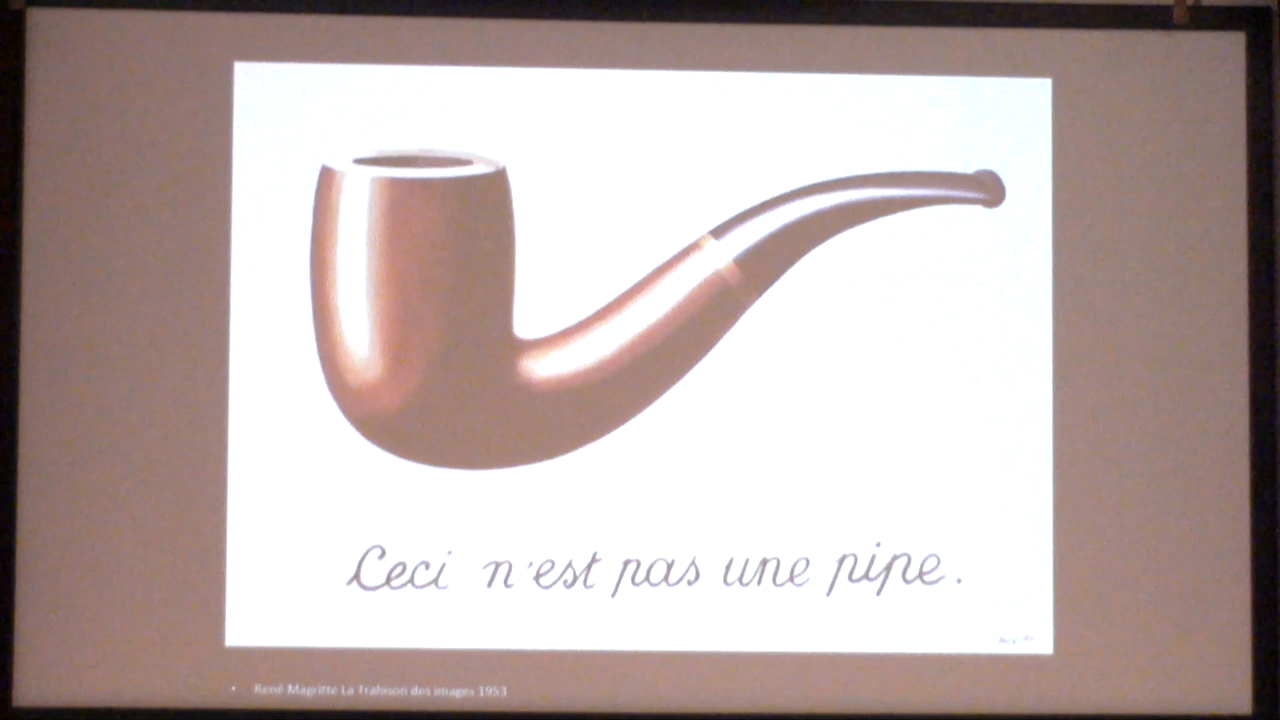 Ceci n'est pas une pipe.
René Magritte La Trahison des images 1953